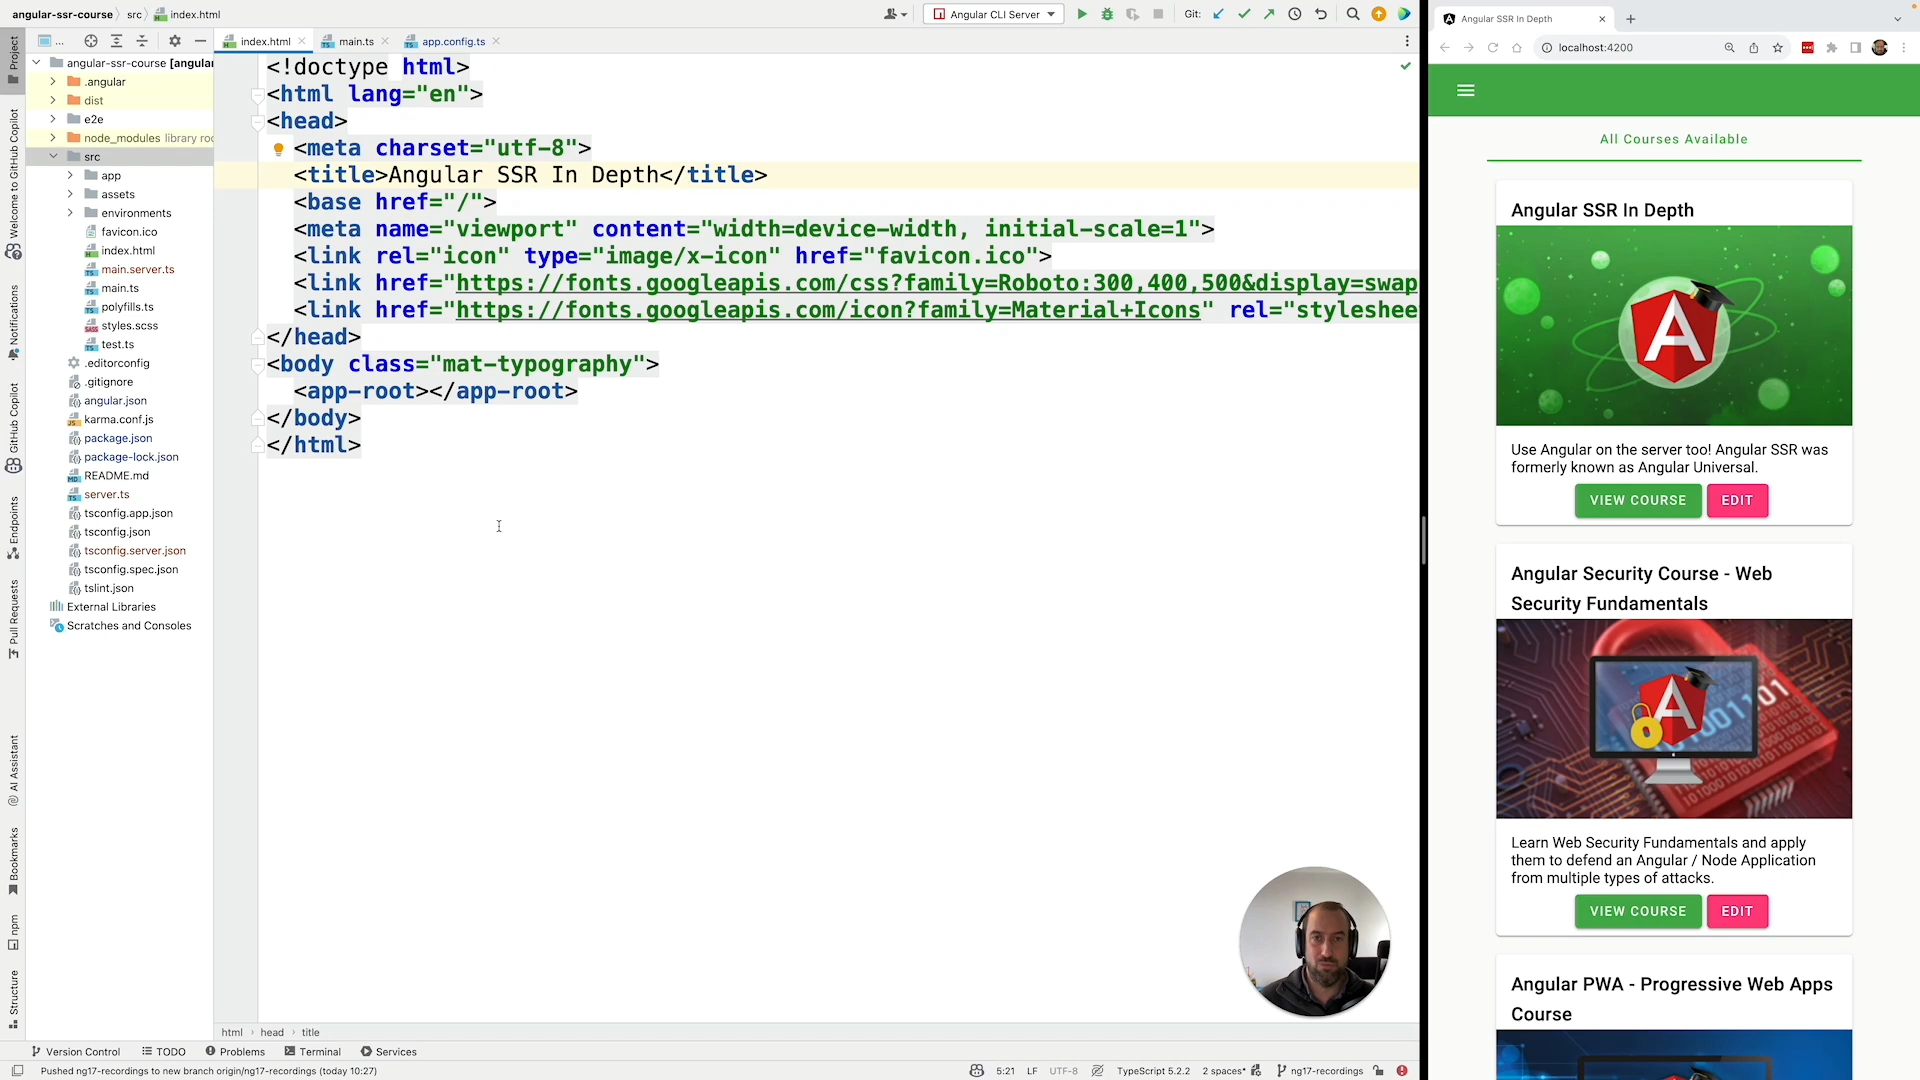 angular-ssr-course
src
index.html
Angular CLI Server
Git:
Project
Welcome to GitHub Copilot
Notifications
GitHub Copilot
Endpoints
Pull Requests
AI Assistant
Bookmarks
npm
Structure
...
angular-ssr-course [angular
.angular
dist
e2e
node_modules library roo
src
app
assets
environments
favicon.ico
index.html
main.server.ts
main.ts
polyfills.ts
styles.scss
test.ts
.editorconfig
.gitignore
angular.json
karma.conf.js
package.json
package-lock.json
README.md
server.ts
tsconfig.app.json
tsconfig.json
tsconfig.server.json
tsconfig.spec.json
tslint.json
External Libraries
Scratches and Consoles
index.html
main.ts
app.config.ts
<!doctype html>
<html lang="en">
<head>
<meta charset="utf-8">
<title>Angular SSR In Depth</title>
<base href="/">
<meta name="viewport" content="width=device-width, initial-scale=1">
<link rel="icon" type="image/x-icon" href="favicon.ico">
<link href="https://fonts.googleapis.com/css?family=Roboto:300,400,500&display=swap
<link href="https://fonts.googleapis.com/icon?family=Material+Icons" rel="styleshee
</head>
<body class="mat-typography">
<app-root></app-root>
</body>
</html>
html
head
title
Version Control
TODO
Problems
Terminal
Services
Pushed ng17-recordings to new branch origin/ng17-recordings (today 10:27)
5:21
LF
UTF-8
TypeScript 5.2.2
2 spaces*
ng17-recordings
Angular SSR In Depth
localhost:4200
All Courses Available
Angular SSR In Depth
Use Angular on the server too! Angular SSR was
formerly known as Angular Universal.
VIEW COURSE
EDIT
Angular Security Course - Web
Security Fundamentals
Learn Web Security Fundamentals and apply
them to defend an Angular / Node Application
from multiple types of attacks.
VIEW COURSE
EDIT
Angular PWA - Progressive Web Apps
Course